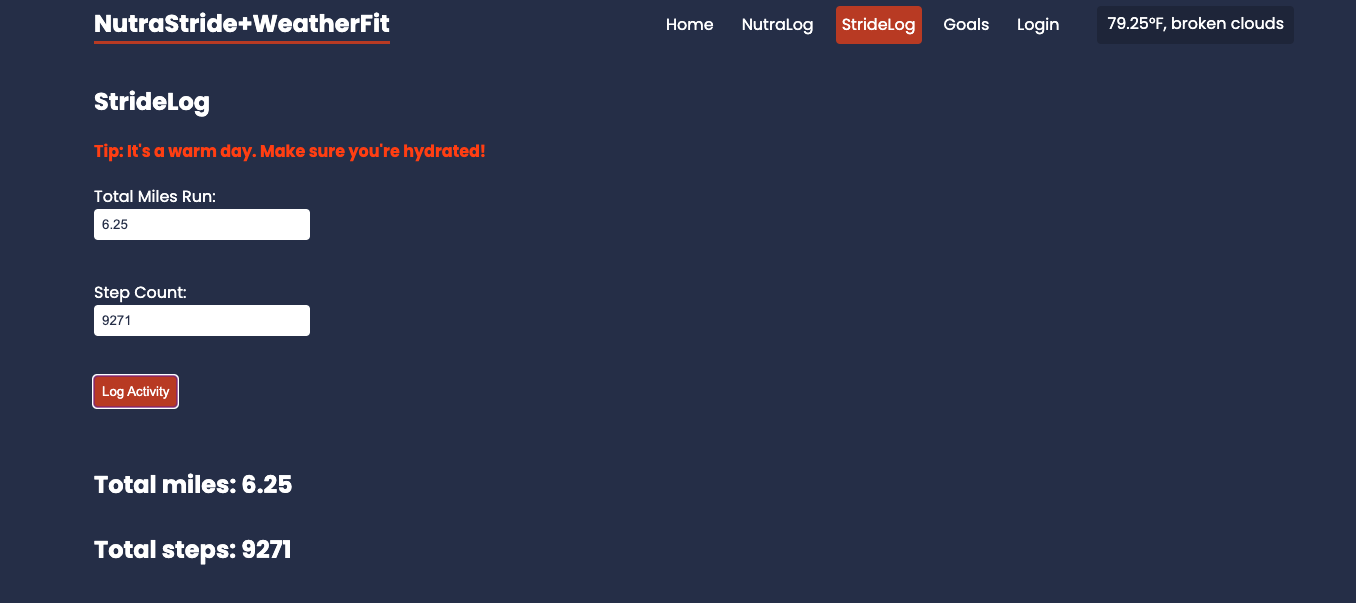 NutraStride+WeatherFit
Home NutraLog StrideLog Goals Login 79.25°F, broken clouds
StrideLog
Tip: It's a warm day. Make sure you're hydrated!
Total Miles Run:
6.25
Step Count:
9271
Log Activity
Total miles: 6.25
Total steps: 9271